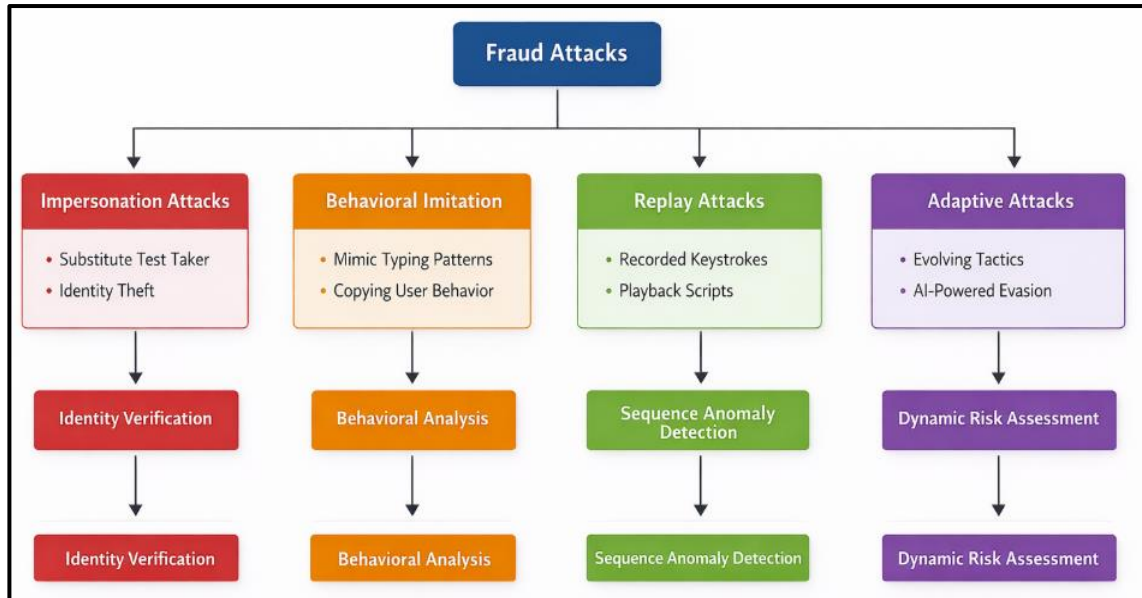 Fraud Attacks
Impersonation Attacks
• Substitute Test Taker
• Identity Theft
Behavioral Imitation
• Mimic Typing Patterns
• Copying User Behavior
Replay Attacks
• Recorded Keystrokes
• Playback Scripts
Adaptive Attacks
• Evolving Tactics
• AI-Powered Evasion
Identity Verification
Behavioral Analysis
Sequence Anomaly
Detection
Dynamic Risk Assessment
Identity Verification
Behavioral Analysis
Sequence Anomaly Detection
Dynamic Risk Assessment